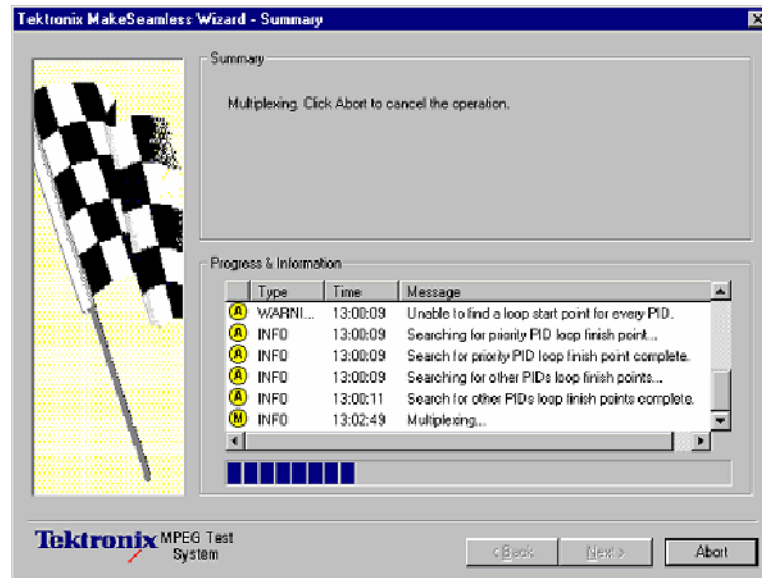 Tektronix MakeSeamless Wizard - Summary
Summary
Multiplexing. Click Abort to cancel the operation.
Progress & Information
Type Time Message
A WARNI... 13:00:09 Unable to find a loop start point for every PID.
A INFO 13:00:09 Searching for priority PID loop finish point...
A INFO 13:00:09 Search for priority PID loop finish point complete.
A INFO 13:00:09 Searching for other PIDs loop finish points...
A INFO 13:00:11 Search for other PIDs loop finish points complete.
M INFO 13:02:49 Multiplexing...
Tektronix MPEG Test
System
< Back Next > Abort